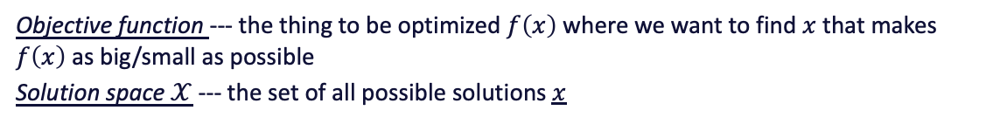 Objective function --- the thing to be optimized f(x) where we want to find x that makes
f(x) as big/small as possible
Solution space 𝒳 --- the set of all possible solutions x